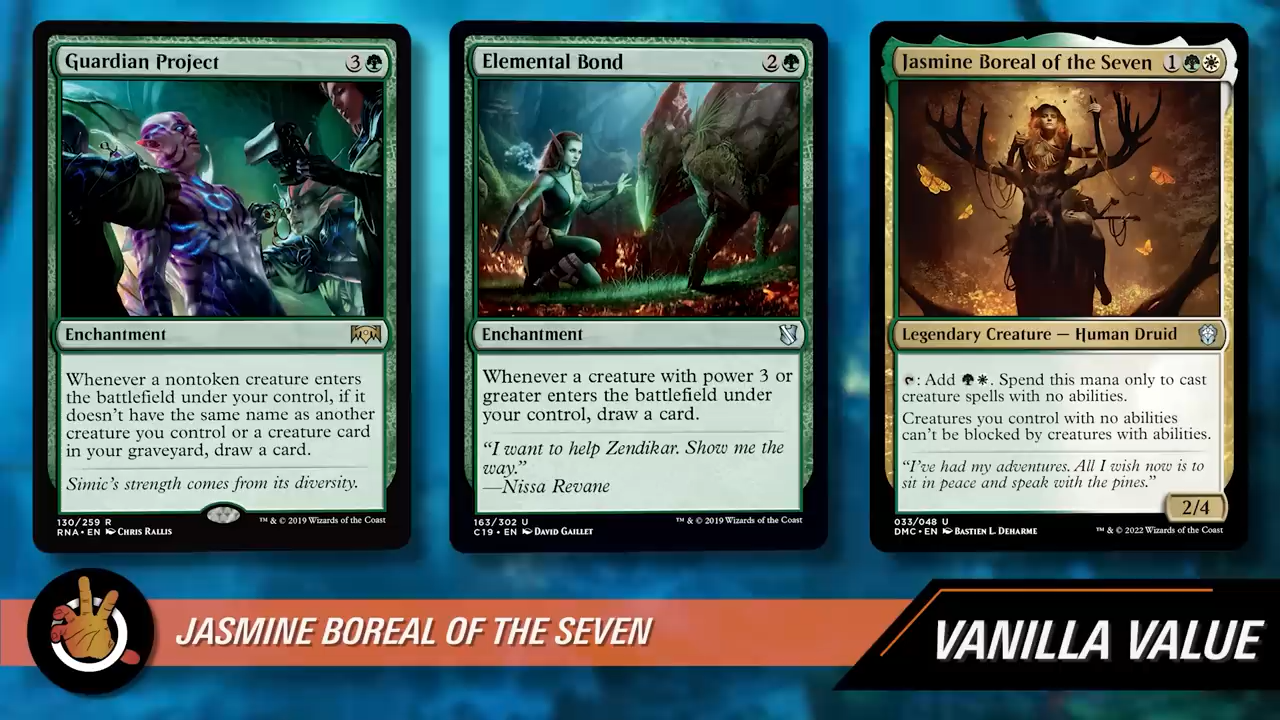 Guardian Project 3
Enchantment
Whenever a nontoken creature enters
the battlefield under your control, if it
doesn't have the same name as another
creature you control or a creature card
in your graveyard, draw a card.
Simic's strength comes from its diversity.
130/259 R
RNA • EN Chris Rallis
™ & © 2019 Wizards of the Coast
Elemental Bond 2
Enchantment
Whenever a creature with power 3 or
greater enters the battlefield under
your control, draw a card.
"I want to help Zendikar. Show me the
way."
—Nissa Revane
163/302 U
C19 • EN David Gaillet
™ & © 2019 Wizards of the Coast
Jasmine Boreal of the Seven 1
Legendary Creature — Human Druid
: Add . Spend this mana only to cast
creature spells with no abilities.
Creatures you control with no abilities
can't be blocked by creatures with abilities.
"I've had my adventures. All I wish now is to
sit in peace and speak with the pines."
2/4
033/048 U
DMC • EN Bastien L. Deharme
™ & © 2022 Wizards of the Coast
JASMINE BOREAL OF THE SEVEN
VANILLA VALUE